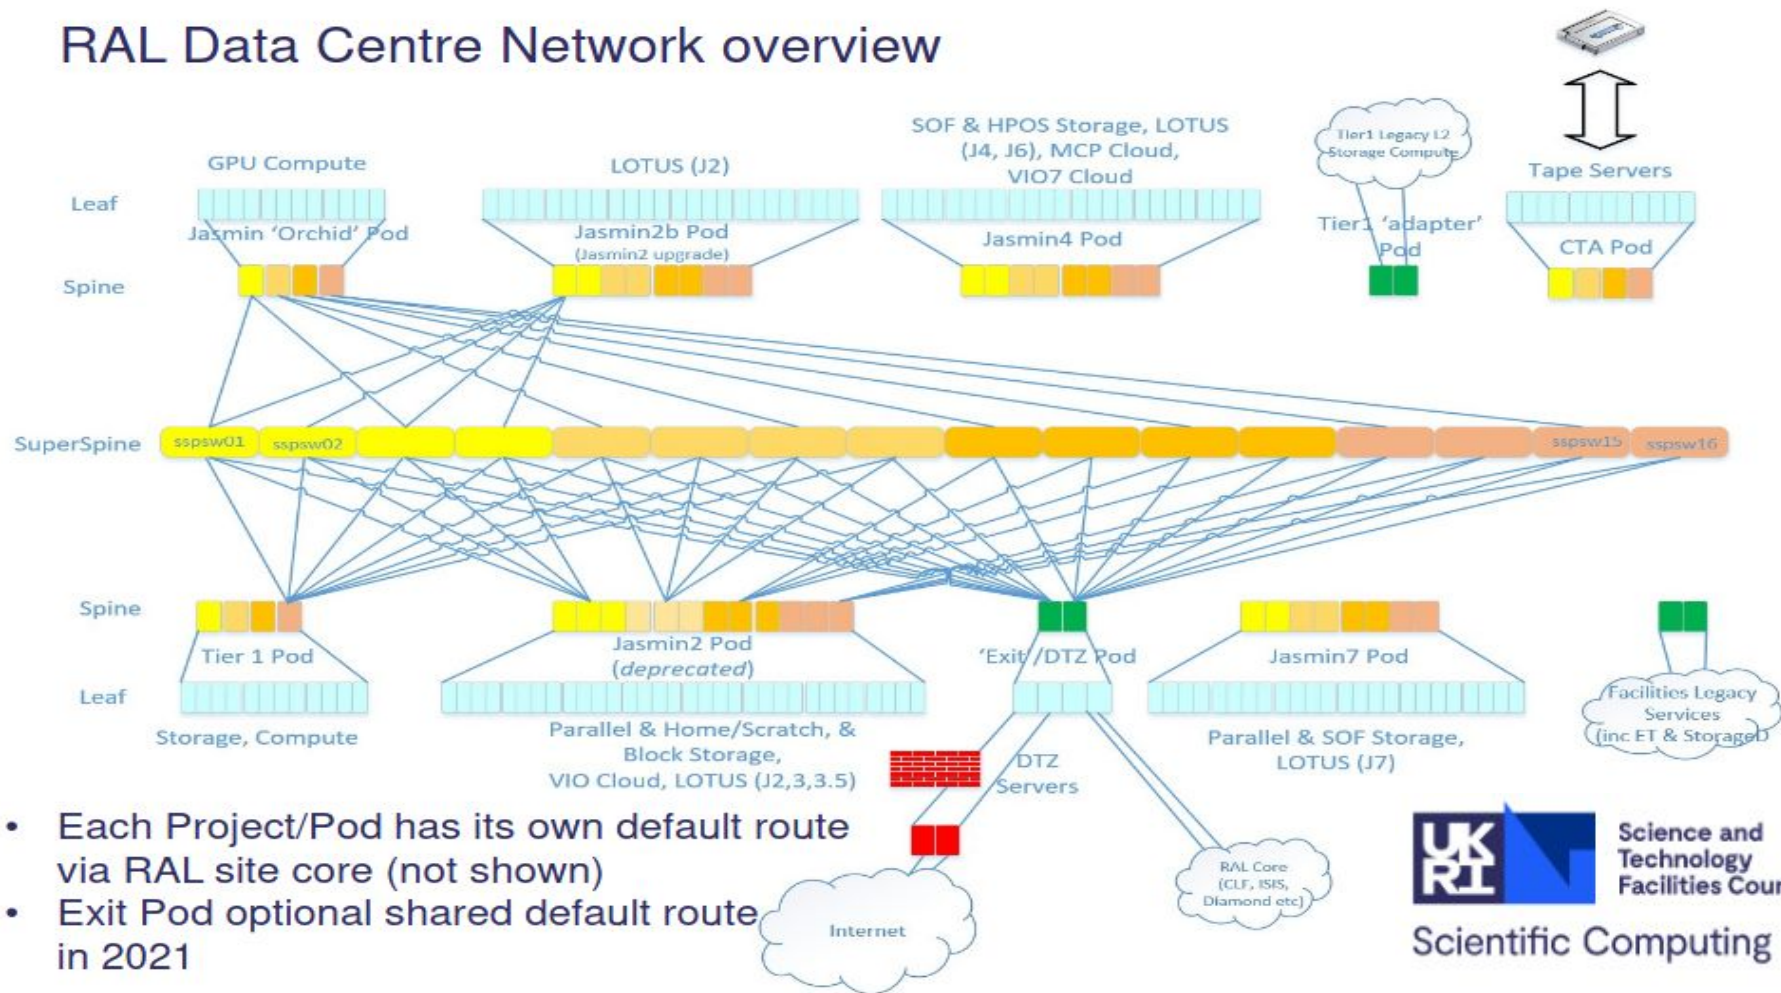 RAL Data Centre Network overview
SOF & HPOS Storage, LOTUS
(J4, J6), MCP Cloud,
VIO7 Cloud
Tier1 Legacy L2
Storage Compute
GPU Compute
LOTUS (J2)
Tape Servers
Leaf
Jasmin 'Orchid' Pod
Jasmin2b Pod
(Jasmin2 upgrade)
Jasmin4 Pod
Tier1 'adapter'
Pod
CTA Pod
Spine
SuperSpine
sspsw01
sspsw02
sspsw15
sspsw16
Spine
Tier 1 Pod
Jasmin2 Pod
(deprecated)
'Exit'/DTZ Pod
Jasmin7 Pod
Leaf
Facilities Legacy
Services
(inc ET & StorageD
Storage, Compute
Parallel & Home/Scratch, &
Block Storage,
VIO Cloud, LOTUS (J2,3,3.5)
DTZ
Servers
Parallel & SOF Storage,
LOTUS (J7)
• Each Project/Pod has its own default route
via RAL site core (not shown)
• Exit Pod optional shared default route
in 2021
Internet
RAL Core
(CLF, ISIS,
Diamond etc)
UKRI
Science and
Technology
Facilities Coun
Scientific Computing